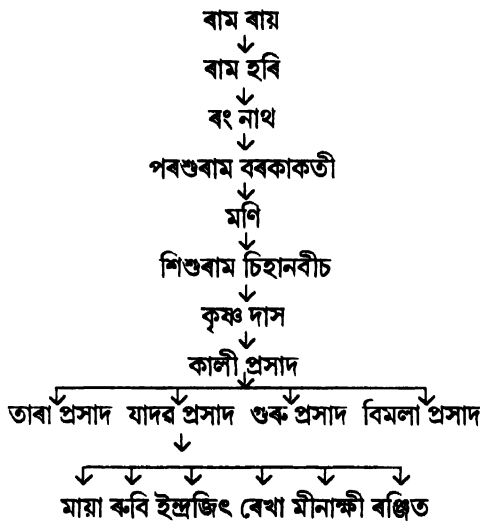 ৰাম ৰায়
ৰাম হৰি
ৰং নাথ
পৰশুৰাম বৰকাকতী
মণি
শিশুৰাম চিহানবীচ
কৃষ্ণ দাস
কালী প্ৰসাদ
তাৰা প্ৰসাদ যাদৱ প্ৰসাদ গুৰু প্ৰসাদ বিমলা প্ৰসাদ
মায়া ৰুবি ইন্দ্ৰজিৎ ৰেখা মীনাক্ষী ৰঞ্জিত